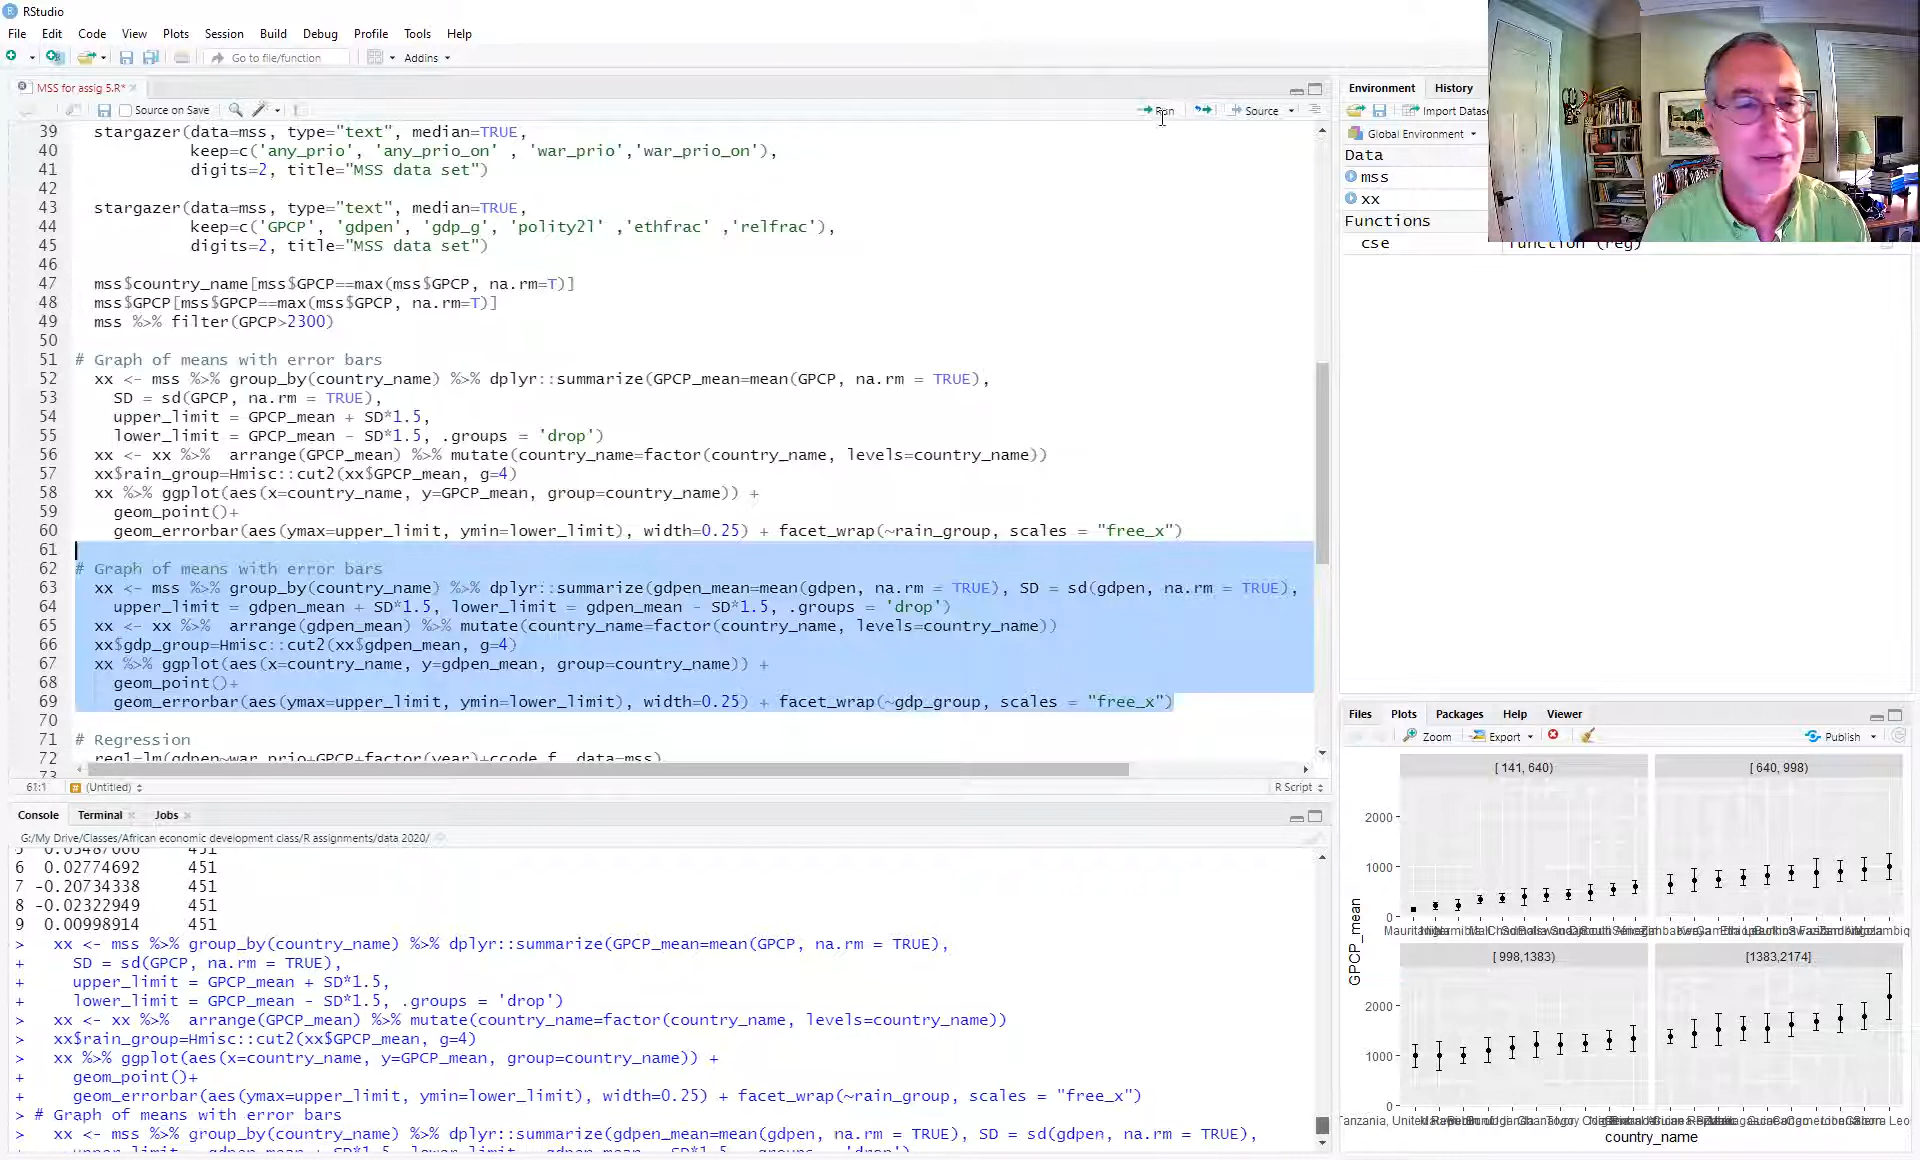 RStudio
File Edit Code View Plots Session Build Debug Profile Tools Help
Go to file/function Addins
MSS for assig 5.R*
Source on Save Run Source
39 stargazer(data=mss, type="text", median=TRUE,
40 keep=c('any_prio', 'any_prio_on' , 'war_prio','war_prio_on'),
41 digits=2, title="MSS data set")
42
43 stargazer(data=mss, type="text", median=TRUE,
44 keep=c('GPCP', 'gdpen', 'gdp_g', 'polity2l' ,'ethfrac' ,'relfrac'),
45 digits=2, title="MSS data set")
46
47 mss$country_name[mss$GPCP==max(mss$GPCP, na.rm=T)]
48 mss$GPCP[mss$GPCP==max(mss$GPCP, na.rm=T)]
49 mss %>% filter(GPCP>2300)
50
51 # Graph of means with error bars
52 xx <- mss %>% group_by(country_name) %>% dplyr::summarize(GPCP_mean=mean(GPCP, na.rm = TRUE),
53 SD = sd(GPCP, na.rm = TRUE),
54 upper_limit = GPCP_mean + SD*1.5,
55 lower_limit = GPCP_mean - SD*1.5, .groups = 'drop')
56 xx <- xx %>% arrange(GPCP_mean) %>% mutate(country_name=factor(country_name, levels=country_name))
57 xx$rain_group=Hmisc::cut2(xx$GPCP_mean, g=4)
58 xx %>% ggplot(aes(x=country_name, y=GPCP_mean, group=country_name)) +
59 geom_point()+
60 geom_errorbar(aes(ymax=upper_limit, ymin=lower_limit), width=0.25) + facet_wrap(~rain_group, scales = "free_x")
61
62 # Graph of means with error bars
63 xx <- mss %>% group_by(country_name) %>% dplyr::summarize(gdpen_mean=mean(gdpen, na.rm = TRUE), SD = sd(gdpen, na.rm = TRUE),
64 upper_limit = gdpen_mean + SD*1.5, lower_limit = gdpen_mean - SD*1.5, .groups = 'drop')
65 xx <- xx %>% arrange(gdpen_mean) %>% mutate(country_name=factor(country_name, levels=country_name))
66 xx$gdp_group=Hmisc::cut2(xx$gdpen_mean, g=4)
67 xx %>% ggplot(aes(x=country_name, y=gdpen_mean, group=country_name)) +
68 geom_point()+
69 geom_errorbar(aes(ymax=upper_limit, ymin=lower_limit), width=0.25) + facet_wrap(~gdp_group, scales = "free_x")
70
71 # Regression
72 reg1=lm(gdpen~war_prio+GPCP+factor(year)+ccode_f, data=mss)
73
61:1 # (Untitled) R Script
Console Terminal Jobs
G:/My Drive/Classes/African economic development class/R assignments/data 2020/
6 0.02774692 451
7 -0.20734338 451
8 -0.02322949 451
9 0.00998914 451
> xx <- mss %>% group_by(country_name) %>% dplyr::summarize(GPCP_mean=mean(GPCP, na.rm = TRUE),
+ SD = sd(GPCP, na.rm = TRUE),
+ upper_limit = GPCP_mean + SD*1.5,
+ lower_limit = GPCP_mean - SD*1.5, .groups = 'drop')
> xx <- xx %>% arrange(GPCP_mean) %>% mutate(country_name=factor(country_name, levels=country_name))
> xx$rain_group=Hmisc::cut2(xx$GPCP_mean, g=4)
> xx %>% ggplot(aes(x=country_name, y=GPCP_mean, group=country_name)) +
+ geom_point()+
+ geom_errorbar(aes(ymax=upper_limit, ymin=lower_limit), width=0.25) + facet_wrap(~rain_group, scales = "free_x")
> # Graph of means with error bars
> xx <- mss %>% group_by(country_name) %>% dplyr::summarize(gdpen_mean=mean(gdpen, na.rm = TRUE), SD = sd(gdpen, na.rm = TRUE),
Environment History
Import Datas
Global Environment
Data
mss
xx
Functions
cse function (reg)
Files Plots Packages Help Viewer
Zoom Export Publish
[ 141, 640) [ 640, 998)
2000
1000
0
[ 998,1383) [1383,2174]
2000
1000
0
GPCP_mean
country_name